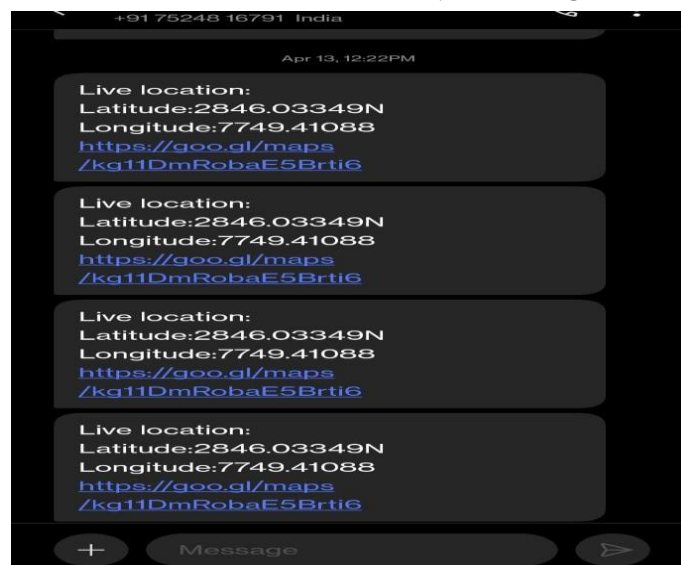 +91 75248 16791 India
Apr 13, 12:22PM
Live location:
Latitude:2846.03349N
Longitude:7749.41088
https://goo.gl/maps
/kg11DmRobaE5Brti6
Live location:
Latitude:2846.03349N
Longitude:7749.41088
https://goo.gl/maps
/kg11DmRobaE5Brti6
Live location:
Latitude:2846.03349N
Longitude:7749.41088
https://goo.gl/maps
/kg11DmRobaE5Brti6
Live location:
Latitude:2846.03349N
Longitude:7749.41088
https://goo.gl/maps
/kg11DmRobaE5Brti6
Message